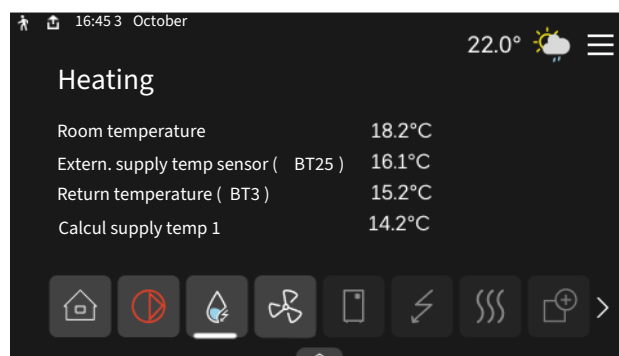 16:45 3 October
22.0°
Heating
Room temperature 18.2°C
Extern. supply temp sensor ( BT25 ) 16.1°C
Return temperature ( BT3 ) 15.2°C
Calcul supply temp 1 14.2°C